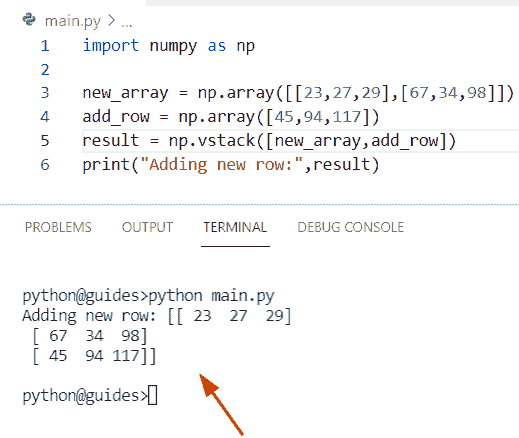 main.py > ...
1 import numpy as np
2
3 new_array = np.array([[23,27,29],[67,34,98]])
4 add_row = np.array([45,94,117])
5 result = np.vstack([new_array,add_row])
6 print("Adding new row:",result)
PROBLEMS OUTPUT TERMINAL DEBUG CONSOLE
python@guides>python main.py
Adding new row: [[ 23  27  29]
 [ 67  34  98]
 [ 45  94 117]]
python@guides>